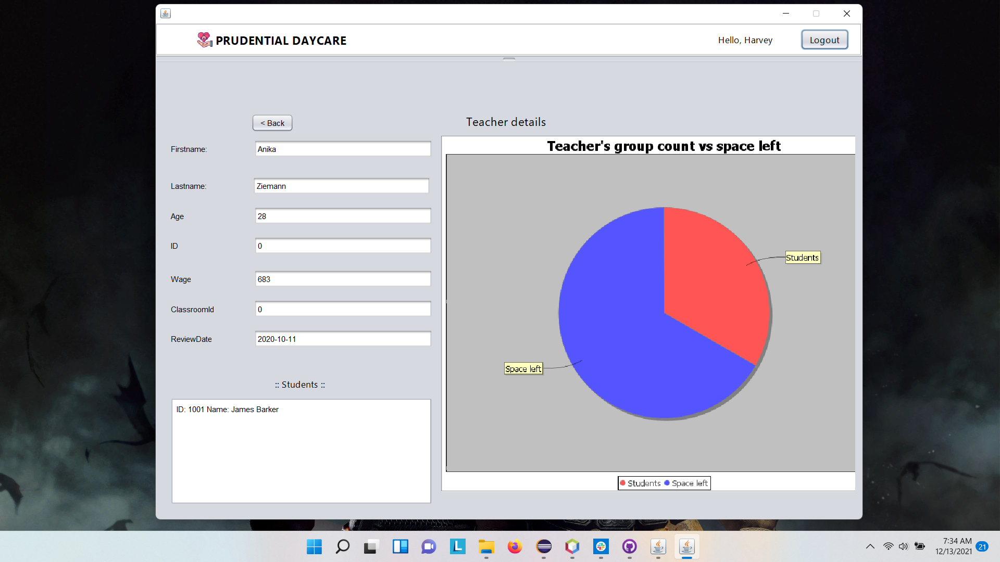 PRUDENTIAL DAYCARE
Hello, Harvey
Logout
< Back
Teacher details
Firstname:
Anika
Lastname:
Ziemann
Age
28
ID
0
Wage
683
ClassroomId
0
ReviewDate
2020-10-11
:: Students ::
ID: 1001 Name: James Barker
Teacher's group count vs space left
Students
Space left
Students Space left
L
7:34 AM
12/13/2021
21